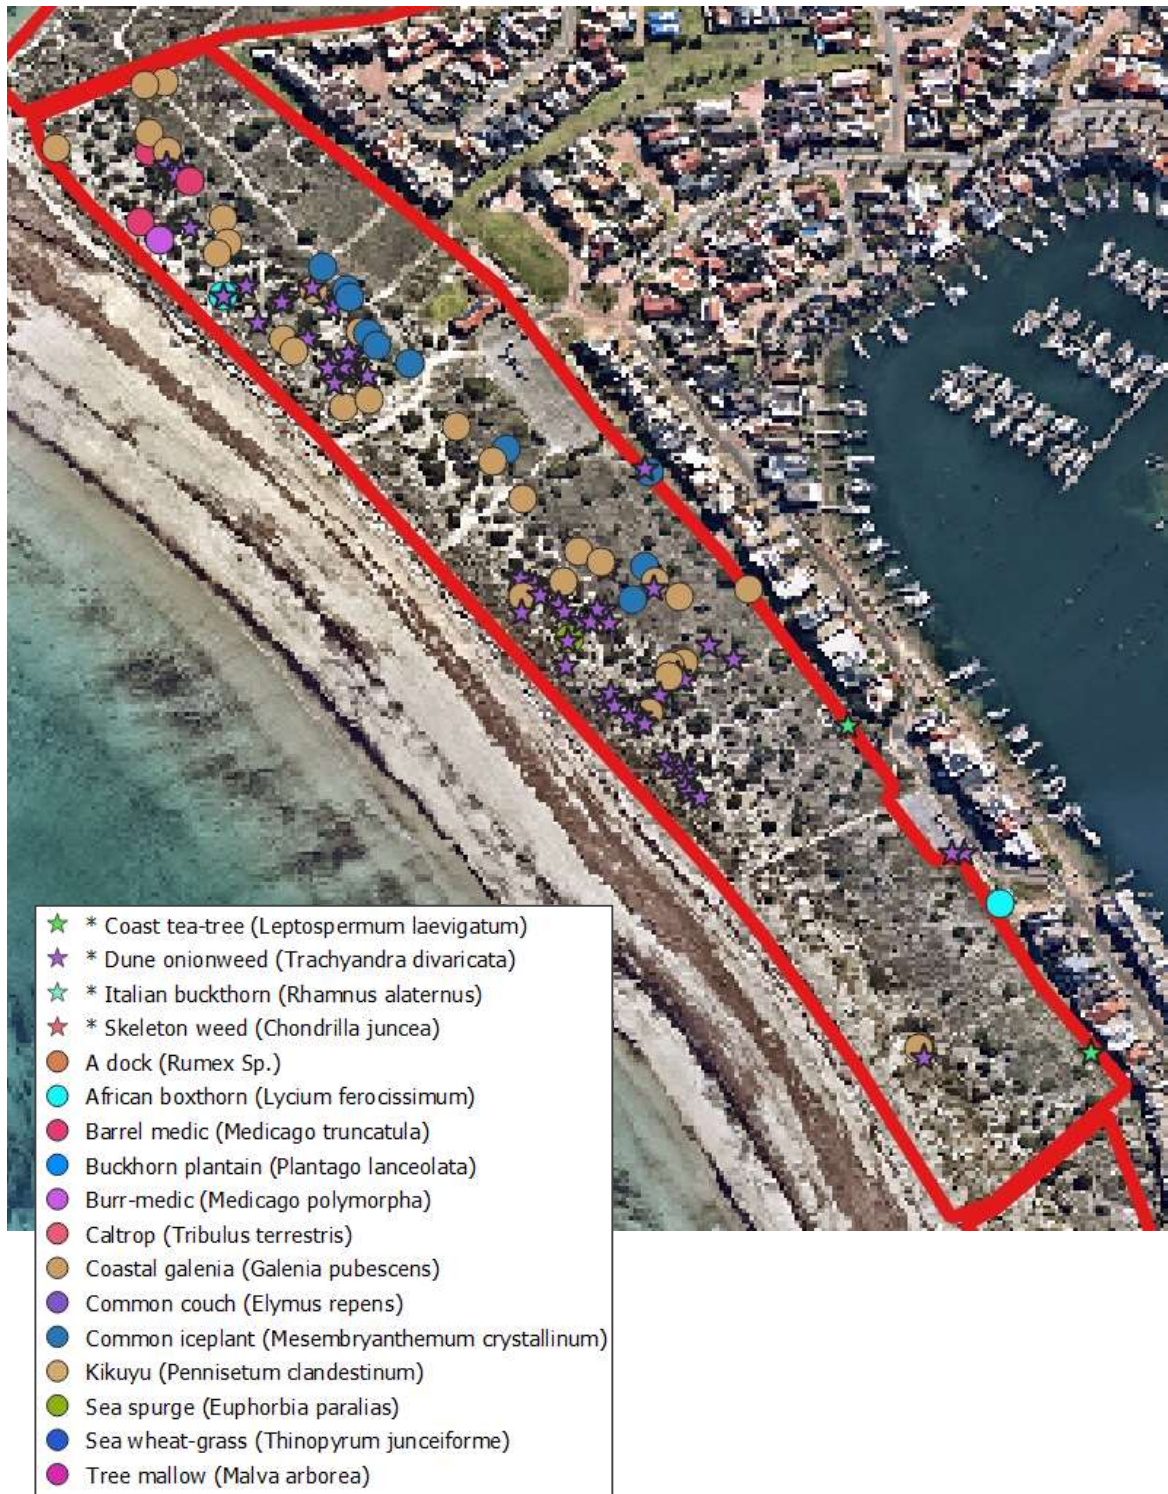 * Coast tea-tree (Leptospermum laevigatum)
* Dune onionweed (Trachyandra divaricata)
* Italian buckthorn (Rhamnus alaternus)
* Skeleton weed (Chondrilla juncea)
A dock (Rumex Sp.)
African boxthorn (Lycium ferocissimum)
Barrel medic (Medicago truncatula)
Buckhorn plantain (Plantago lanceolata)
Burr-medic (Medicago polymorpha)
Caltrop (Tribulus terrestris)
Coastal galenia (Galenia pubescens)
Common couch (Elymus repens)
Common iceplant (Mesembryanthemum crystallinum)
Kikuyu (Pennisetum clandestinum)
Sea spurge (Euphorbia paralias)
Sea wheat-grass (Thinopyrum junceiforme)
Tree mallow (Malva arborea)